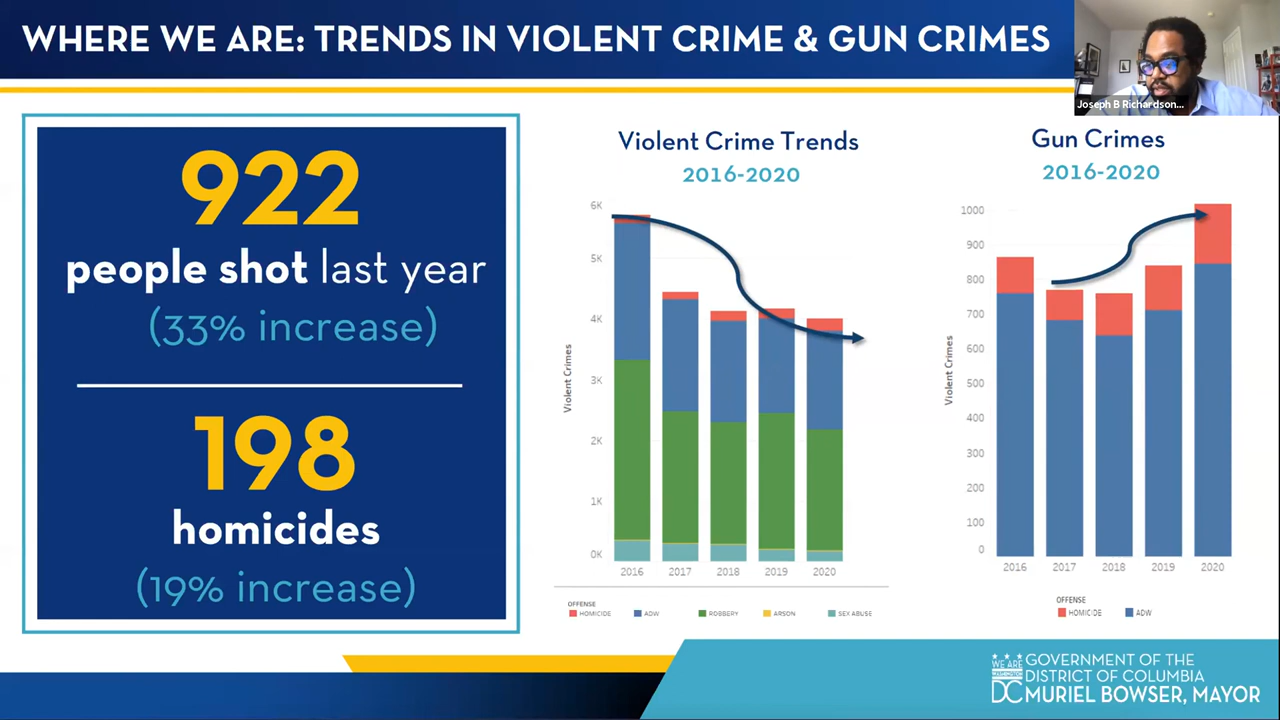 WHERE WE ARE: TRENDS IN VIOLENT CRIME & GUN CRIMES
Joseph B Richardson...
922
people shot last year
(33% increase)
198
homicides
(19% increase)
Violent Crime Trends
2016-2020
6K
5K
4K
3K
2K
1K
0K
Violent Crimes
2016 2017 2018 2019 2020
OFFENSE
HOMICIDE ADW ROBBERY ARSON SEX ABUSE
Gun Crimes
2016-2020
1000
900
800
700
600
500
400
300
200
100
0
Violent Crimes
2016 2017 2018 2019 2020
OFFENSE
HOMICIDE ADW
WE ARE
WASHINGTON
DC
GOVERNMENT OF THE
DISTRICT OF COLUMBIA
MURIEL BOWSER, MAYOR